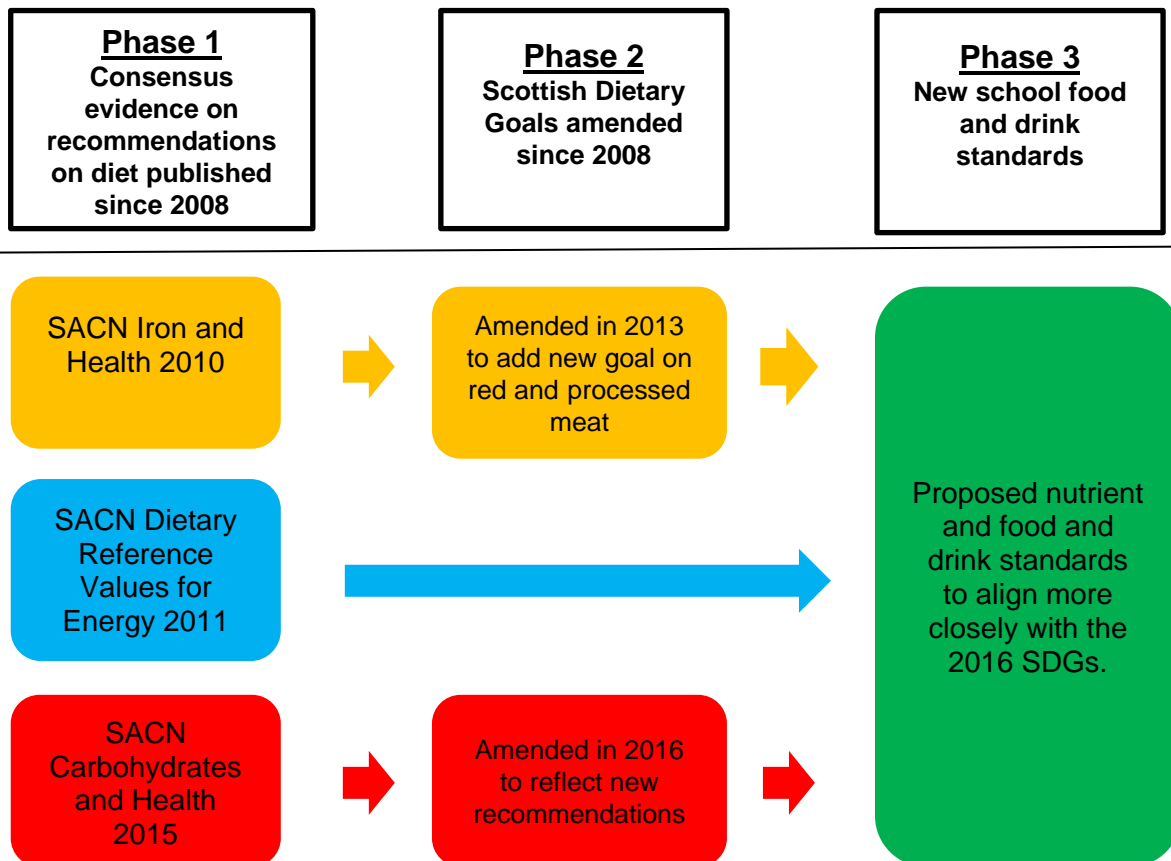 Phase 1
Consensus
evidence on
recommendations
on diet published
since 2008
Phase 2
Scottish Dietary
Goals amended
since 2008
Phase 3
New school food
and drink
standards
SACN Iron and
Health 2010
Amended in 2013
to add new goal on
red and processed
meat
SACN Dietary
Reference
Values for
Energy 2011
SACN
Carbohydrates
and Health
2015
Amended in 2016
to reflect new
recommendations
Proposed nutrient
and food and
drink standards
to align more
closely with the
2016 SDGs.